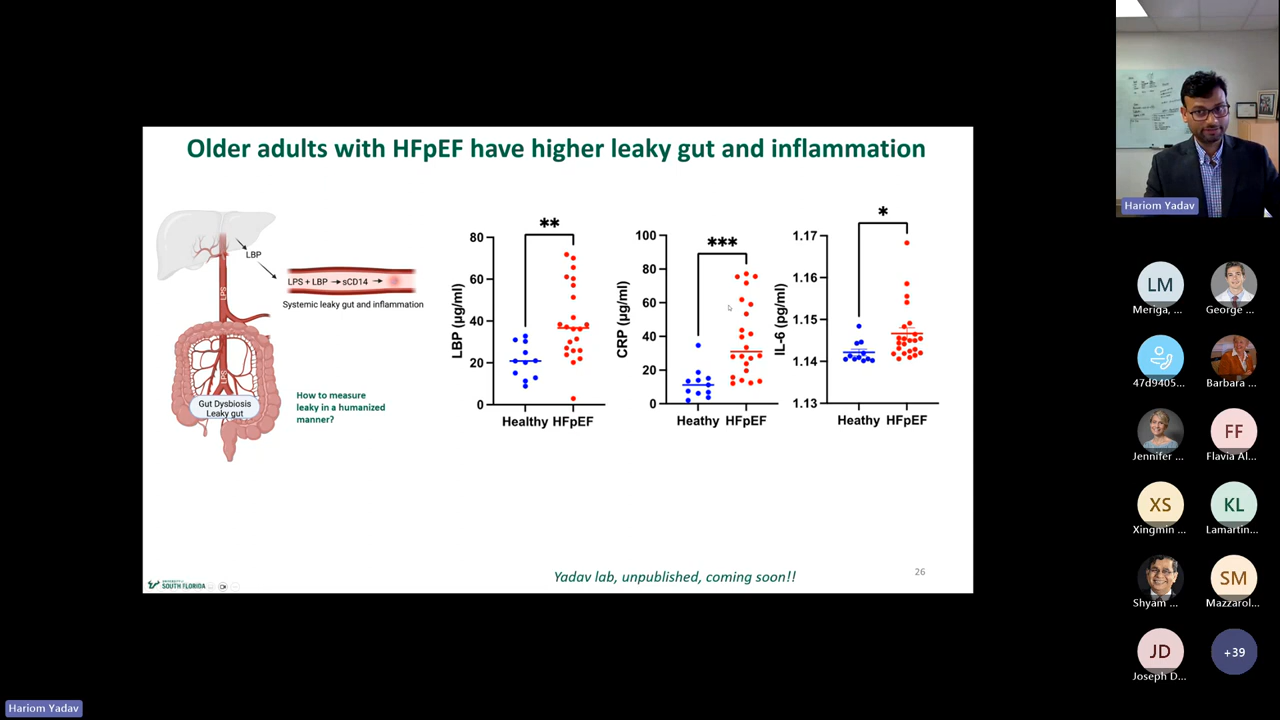 Older adults with HFpEF have higher leaky gut and inflammation
LBP
LPS + LBP → sCD14 →
Systemic leaky gut and inflammation
LPS
Gut Dysbiosis
Leaky gut
How to measure
leaky in a humanized
manner?
**
80
60
40
20
0
LBP (µg/ml)
Healthy HFpEF
***
100
80
60
40
20
0
CRP (µg/ml)
Heathy HFpEF
*
1.17
1.16
1.15
1.14
1.13
IL-6 (pg/ml)
Heathy HFpEF
Yadav lab, unpublished, coming soon!!
26
UNIVERSITY of
SOUTH FLORIDA
Hariom Yadav
LM
Meriga, ...
George ...
47d9405...
Barbara ...
Jennifer ...
FF
Flavia Al...
XS
Xingmin ...
KL
Lamartin...
Shyam ...
SM
Mazzarol...
JD
Joseph D...
+39
Hariom Yadav